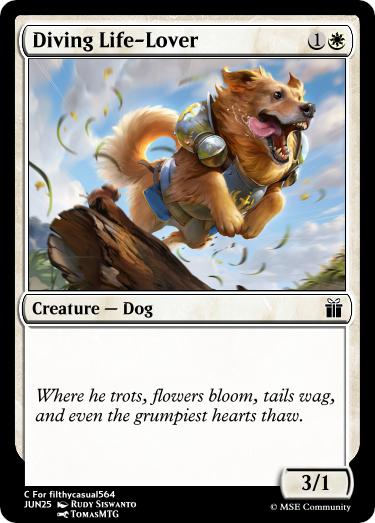 Diving Life-Lover 1
Creature — Dog
Where he trots, flowers bloom, tails wag,
and even the grumpiest hearts thaw.
3/1
C For filthycasual564
JUN25 Rudy Siswanto
TomasMTG
© MSE Community